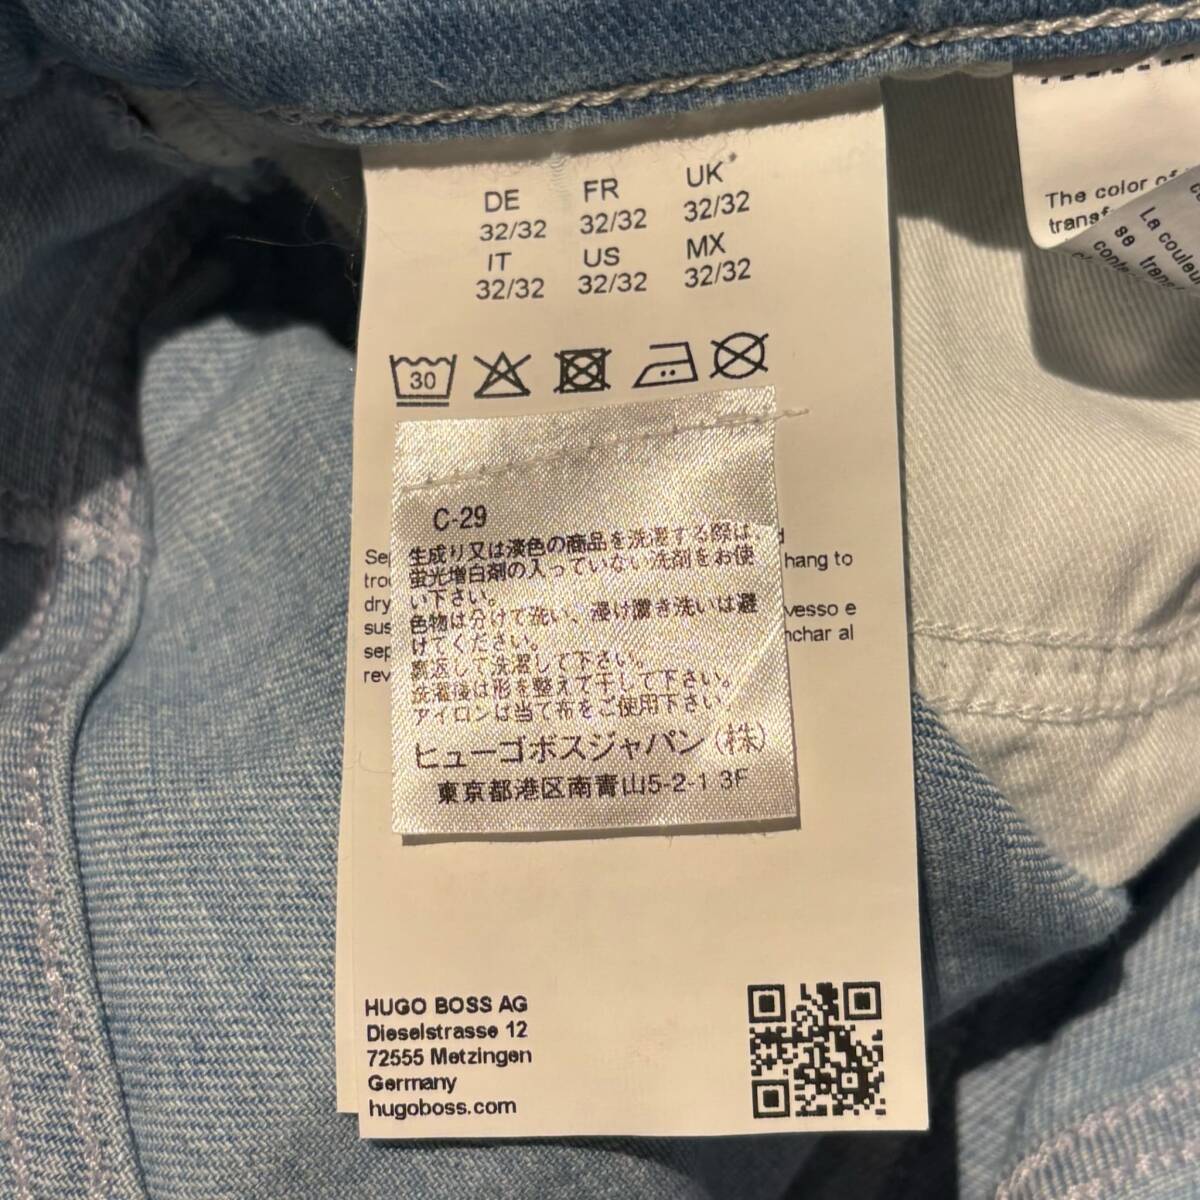 DE FR UK*
32/32 32/32 32/32
IT US MX
32/32 32/32 32/32
30
C-29
生成り又は淡色の商品を洗濯する際は、
蛍光増白剤の入っていない洗剤をお使
い下さい。
色物は分けて洗い、浸け置き洗いは避
けてください。
裏返して洗濯して下さい。
洗濯後は形を整えて干して下さい。
アイロンは当て布をご使用下さい。
ヒューゴボスジャパン(株)
東京都港区南青山5-2-1 3F
hang to
dry
HUGO BOSS AG
Dieselstrasse 12
72555 Metzingen
Germany
hugoboss.com
The color of
La couleur
se